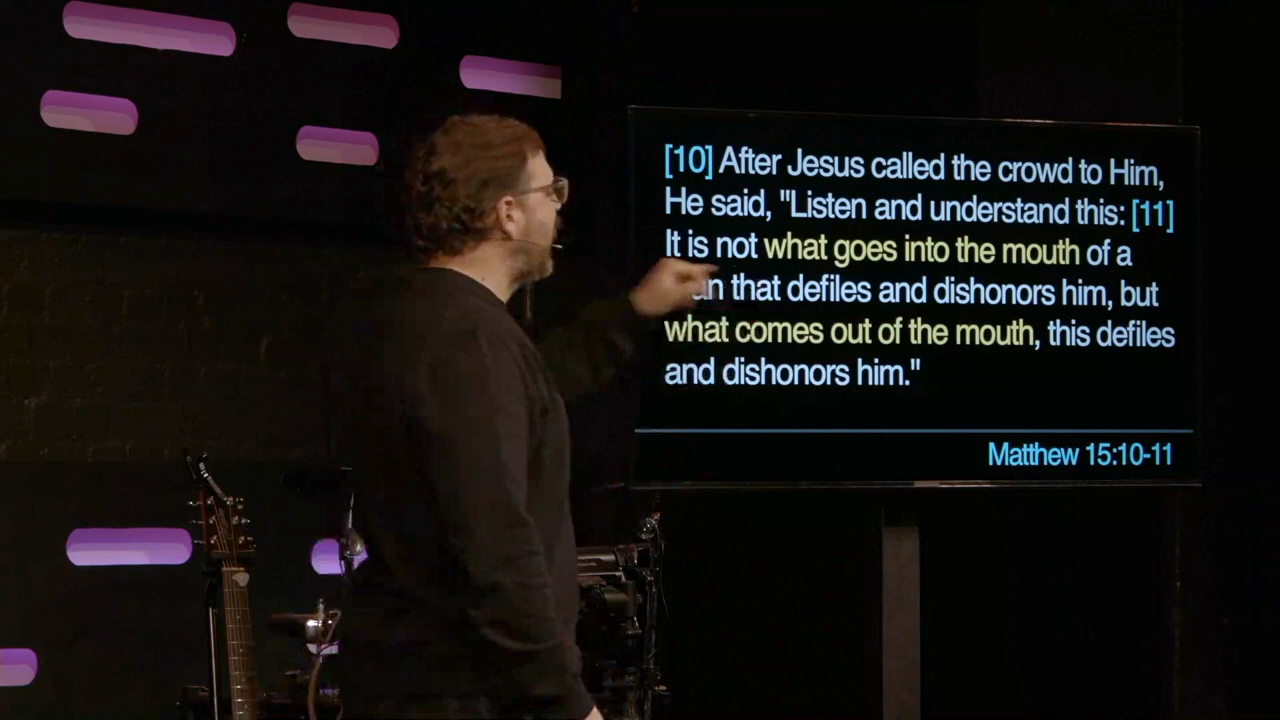 [10] After Jesus called the crowd to Him,
He said, "Listen and understand this: [11]
It is not what goes into the mouth of a
that defiles and dishonors him, but
what comes out of the mouth, this defiles
and dishonors him."
Matthew 15:10-11